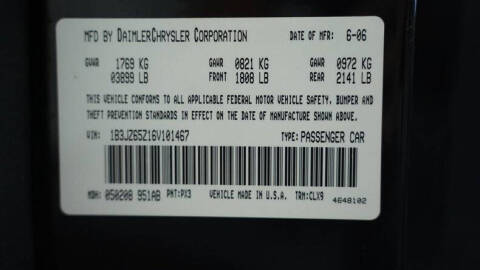 MFD BY DAIMLERCHRYSLER CORPORATION DATE OF MFR: 6-06
GVWR 1769 KG GAWR 0821 KG GAWR 0972 KG
03899 LB FRONT 1808 LB REAR 2141 LB
THIS VEHICLE CONFORMS TO ALL APPLICABLE FEDERAL MOTOR VEHICLE SAFETY, BUMPER AND
THEFT PREVENTION STANDARDS IN EFFECT ON THE DATE OF MANUFACTURE SHOWN ABOVE.
VIN: 1B3JZ65Z16V101467 TYPE: PASSENGER CAR
MDH: 050208 951AB PNT: PX3 VEHICLE MADE IN U.S.A. TRM: CLX9
4648102